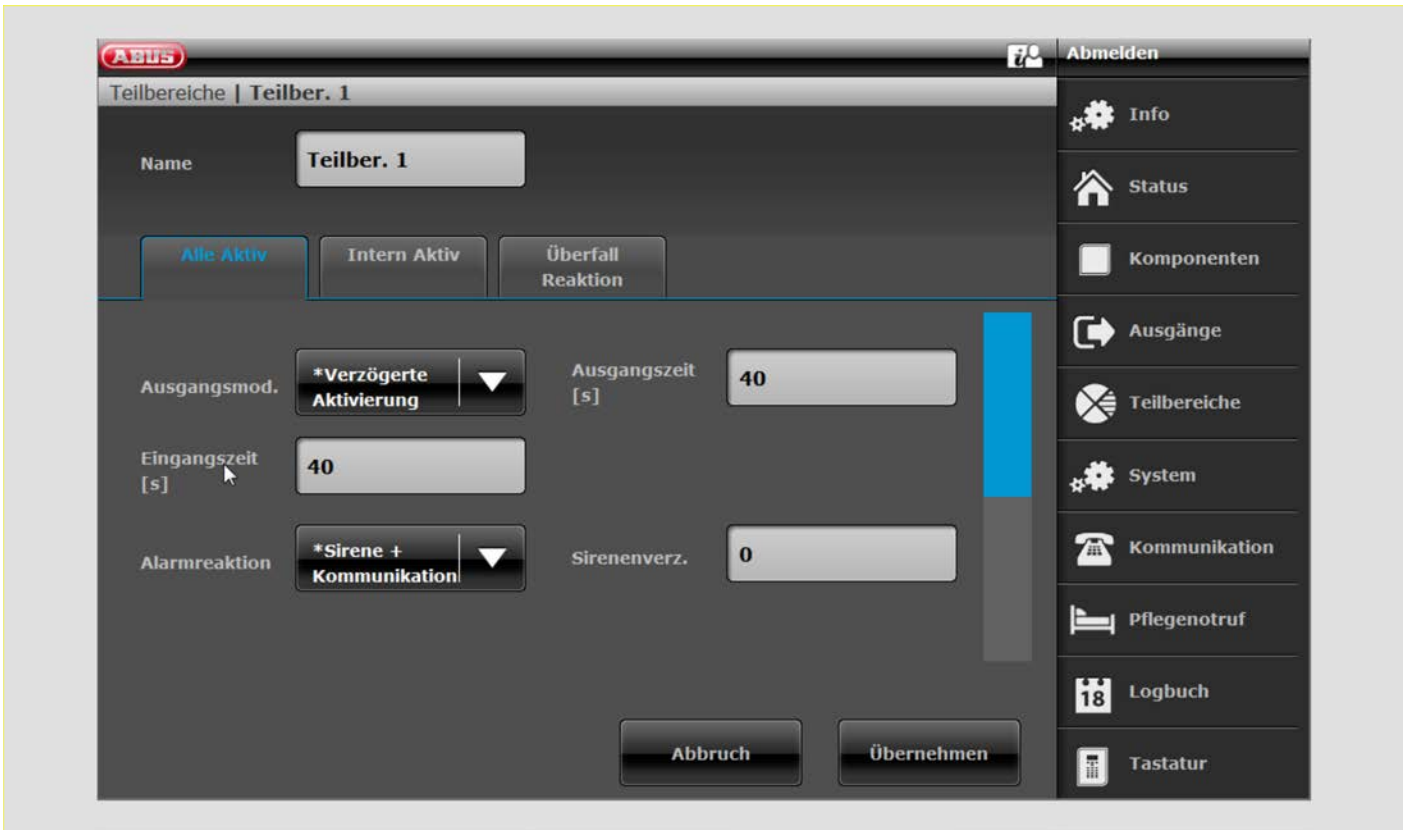 ABUS
Abmelden
Teilbereiche | Teilber. 1
Name
Teilber. 1
Alle Aktiv
Intern Aktiv
Überfall
Reaktion
Ausgangsmod.
*Verzögerte
Aktivierung
Ausgangszeit
[s]
40
Eingangszeit
[s]
40
Alarmreaktion
*Sirene +
Kommunikation
Sirenenverz.
0
Abbruch
Übernehmen
Info
Status
Komponenten
Ausgänge
Teilbereiche
System
Kommunikation
Pflegenotruf
18
Logbuch
Tastatur